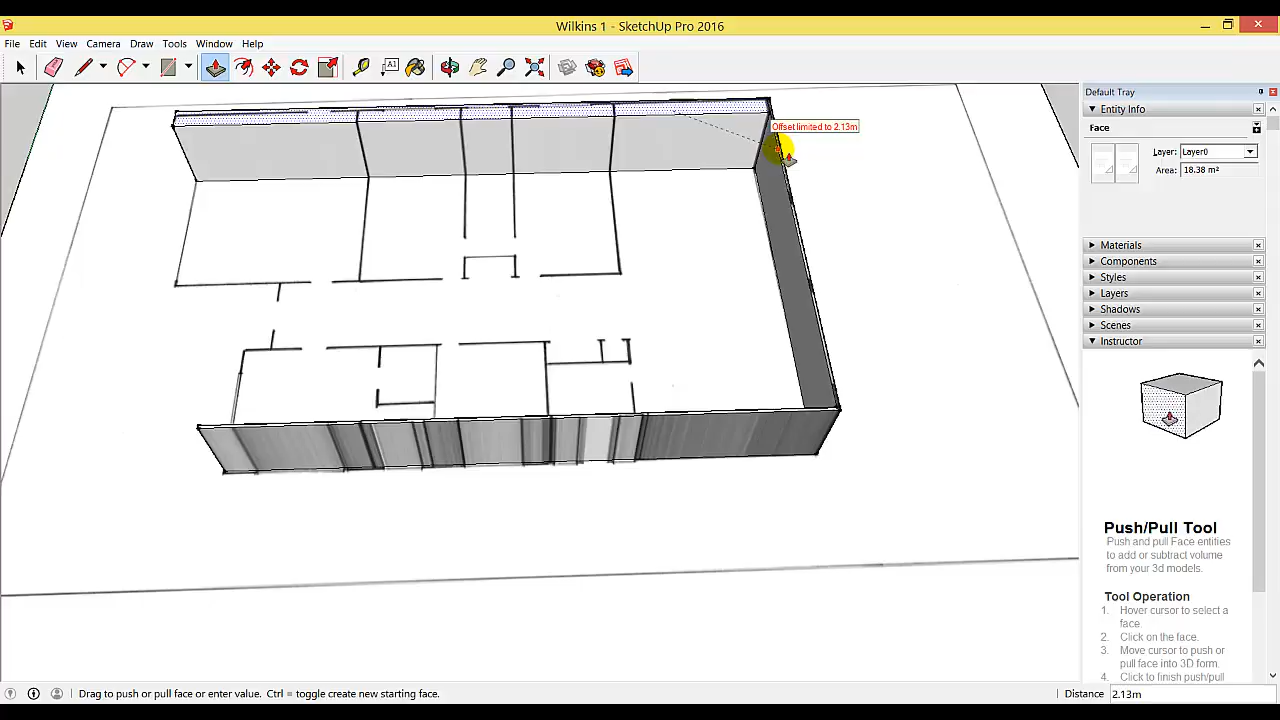 Wilkins 1 - SketchUp Pro 2016
File Edit View Camera Draw Tools Window Help
Default Tray
Entity Info
Face
Layer: Layer0
Area: 18.38 m²
Offset limited to 2.13m
Materials
Components
Styles
Layers
Shadows
Scenes
Instructor
Push/Pull Tool
Push and pull Face entities
to add or subtract volume
from your 3d models.
Tool Operation
1. Hover cursor to select a
face.
2. Click on the face.
3. Move cursor to push or
pull face into 3D form.
4. Click to finish push/pull
Drag to push or pull face or enter value. Ctrl = toggle create new starting face.
Distance 2.13m